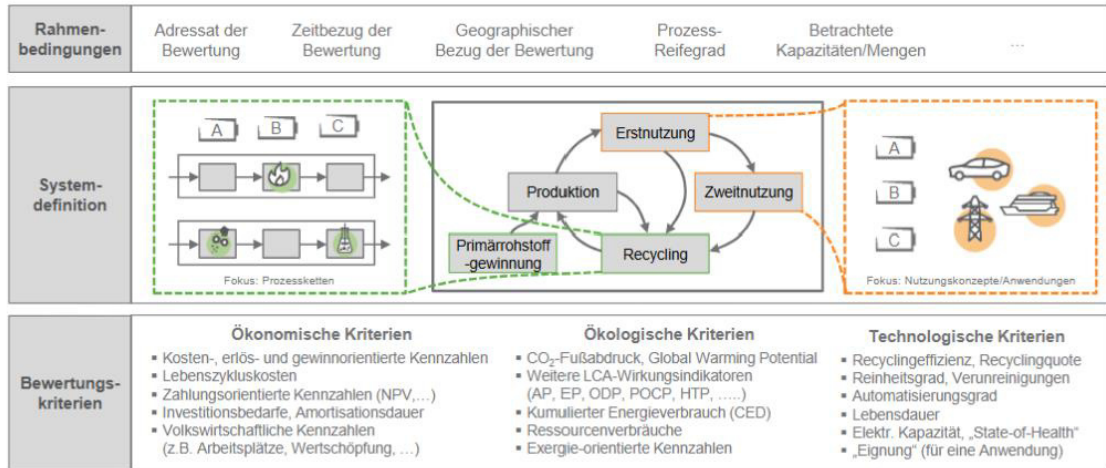 Rahmen-
bedingungen
Adressat der
Bewertung
Zeitbezug der
Bewertung
Geographischer
Bezug der Bewertung
Prozess-
Reifegrad
Betrachtete
Kapazitäten/Mengen
...
System-
definition
A
B
C
Fokus: Prozessketten
Erstnutzung
Produktion
Zweitnutzung
Primärrohstoff
-gewinnung
Recycling
A
B
C
Fokus: Nutzungskonzepte/Anwendungen
Bewertungs-
kriterien
Ökonomische Kriterien
▪ Kosten-, erlös- und gewinnorientierte Kennzahlen
▪ Lebenszykluskosten
▪ Zahlungsorientierte Kennzahlen (NPV,...)
▪ Investitionsbedarfe, Amortisationsdauer
▪ Volkswirtschaftliche Kennzahlen
(z.B. Arbeitsplätze, Wertschöpfung, ...)
Ökologische Kriterien
▪ CO₂-Fußabdruck, Global Warming Potential
▪ Weitere LCA-Wirkungsindikatoren
(AP, EP, ODP, POCP, HTP, .....)
▪ Kumulierter Energieverbrauch (CED)
▪ Ressourcenverbräuche
▪ Exergie-orientierte Kennzahlen
Technologische Kriterien
▪ Recyclingeffizienz, Recyclingquote
▪ Reinheitsgrad, Verunreinigungen
▪ Automatisierungsgrad
▪ Lebensdauer
▪ Elektr. Kapazität, „State-of-Health“
▪ „Eignung“ (für eine Anwendung)